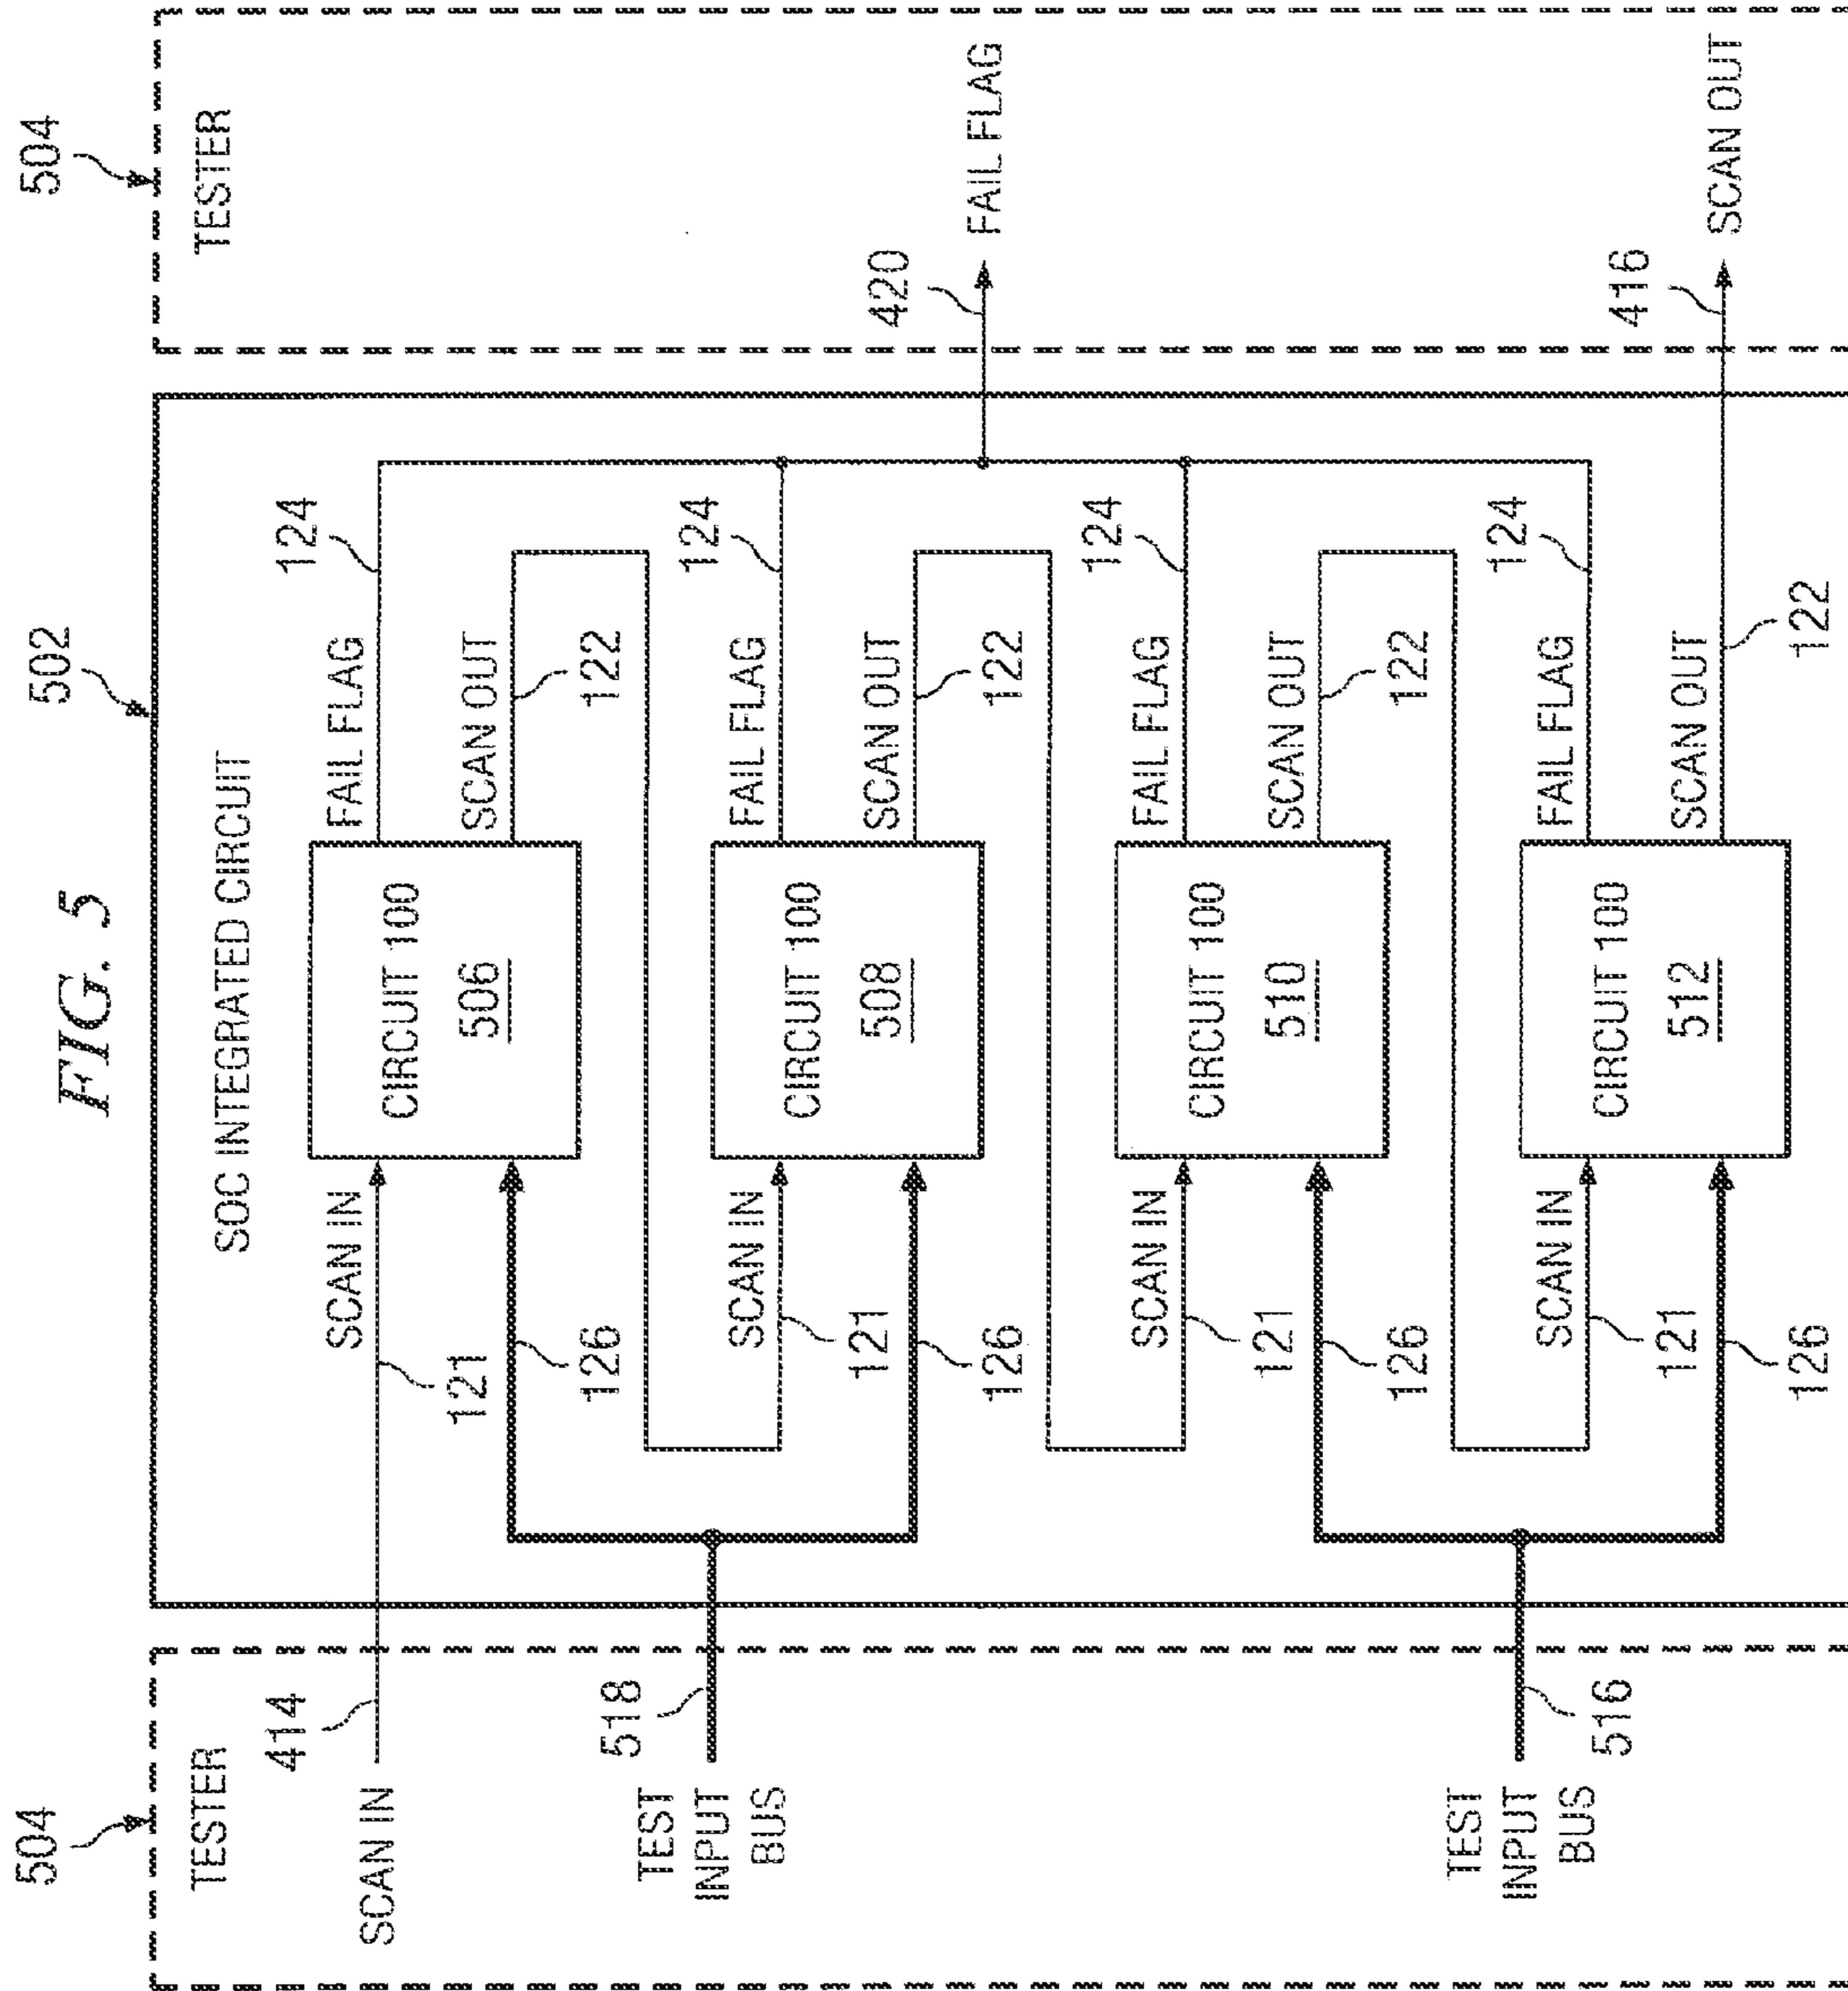 FIG. 5
504
TESTER
414
SCAN IN
518
TEST
INPUT
BUS
516
TEST
INPUT
BUS
502
SOC INTEGRATED CIRCUIT
SCAN IN
121
126
CIRCUIT 100
506
FAIL FLAG
124
SCAN OUT
122
SCAN IN
121
126
CIRCUIT 100
508
FAIL FLAG
124
SCAN OUT
122
SCAN IN
121
126
CIRCUIT 100
510
FAIL FLAG
124
SCAN OUT
122
SCAN IN
121
126
CIRCUIT 100
512
FAIL FLAG
124
SCAN OUT
122
504
TESTER
420
FAIL FLAG
416
SCAN OUT